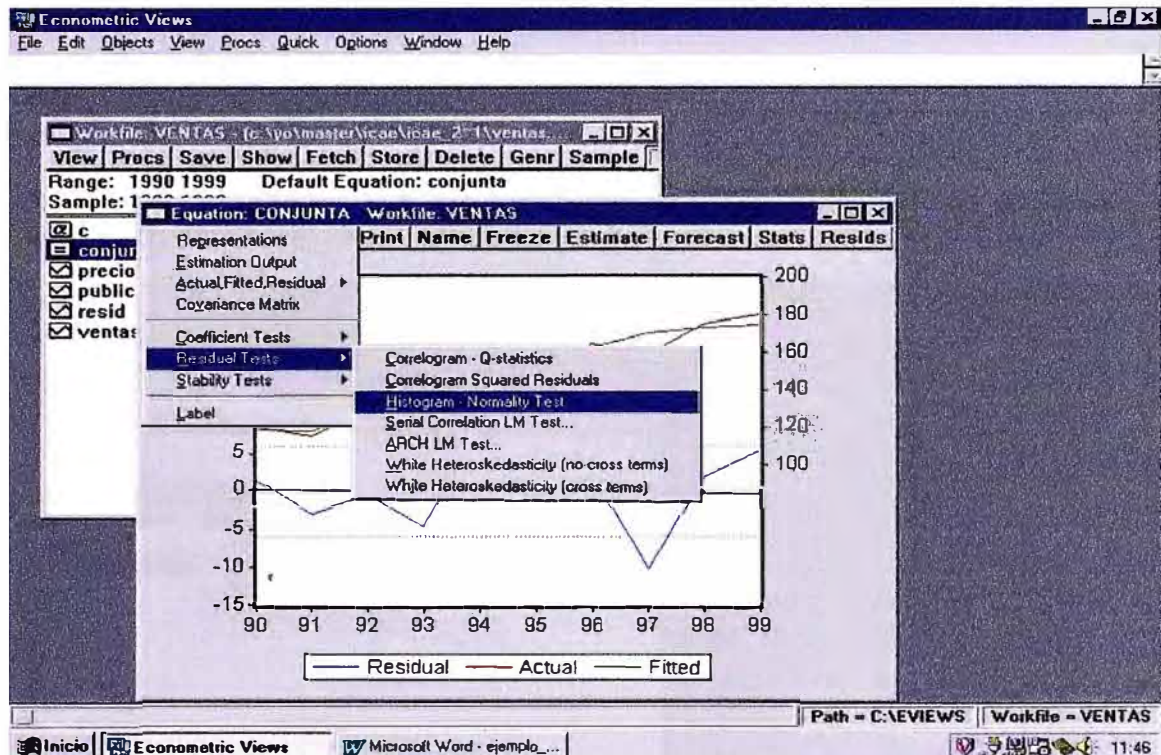 Econometric Views
File Edit Objects View Procs Quick Options Window Help
Workfile: VENTAS - (c:\yo\master\icae\icae_2~1\ventas....
View Procs Save Show Fetch Store Delete Genr Sample
Range: 1990 1999 Default Equation: conjunta
Sample:
Equation: CONJUNTA Workfile: VENTAS
Print Name Freeze Estimate Forecast Stats Resids
c
conjun
precio
public
resid
ventas
Representations
Estimation Output
Actual,Fitted,Residual
Covariance Matrix
Coefficient Tests
Residual Tests
Stability Tests
Label
Correlogram - Q-statistics
Correlogram Squared Residuals
Histogram - Normality Test
Serial Correlation LM Test...
ARCH LM Test...
White Heteroskedasticity (no cross terms)
White Heteroskedasticity (cross terms)
200
180
160
140
120
100
5
0
-5
-10
-15
90 91 92 93 94 95 96 97 98 99
Residual Actual Fitted
Path = C:\EVIEWS Workfile = VENTAS
Inicio Econometric Views Microsoft Word - ejemplo_... 11:46